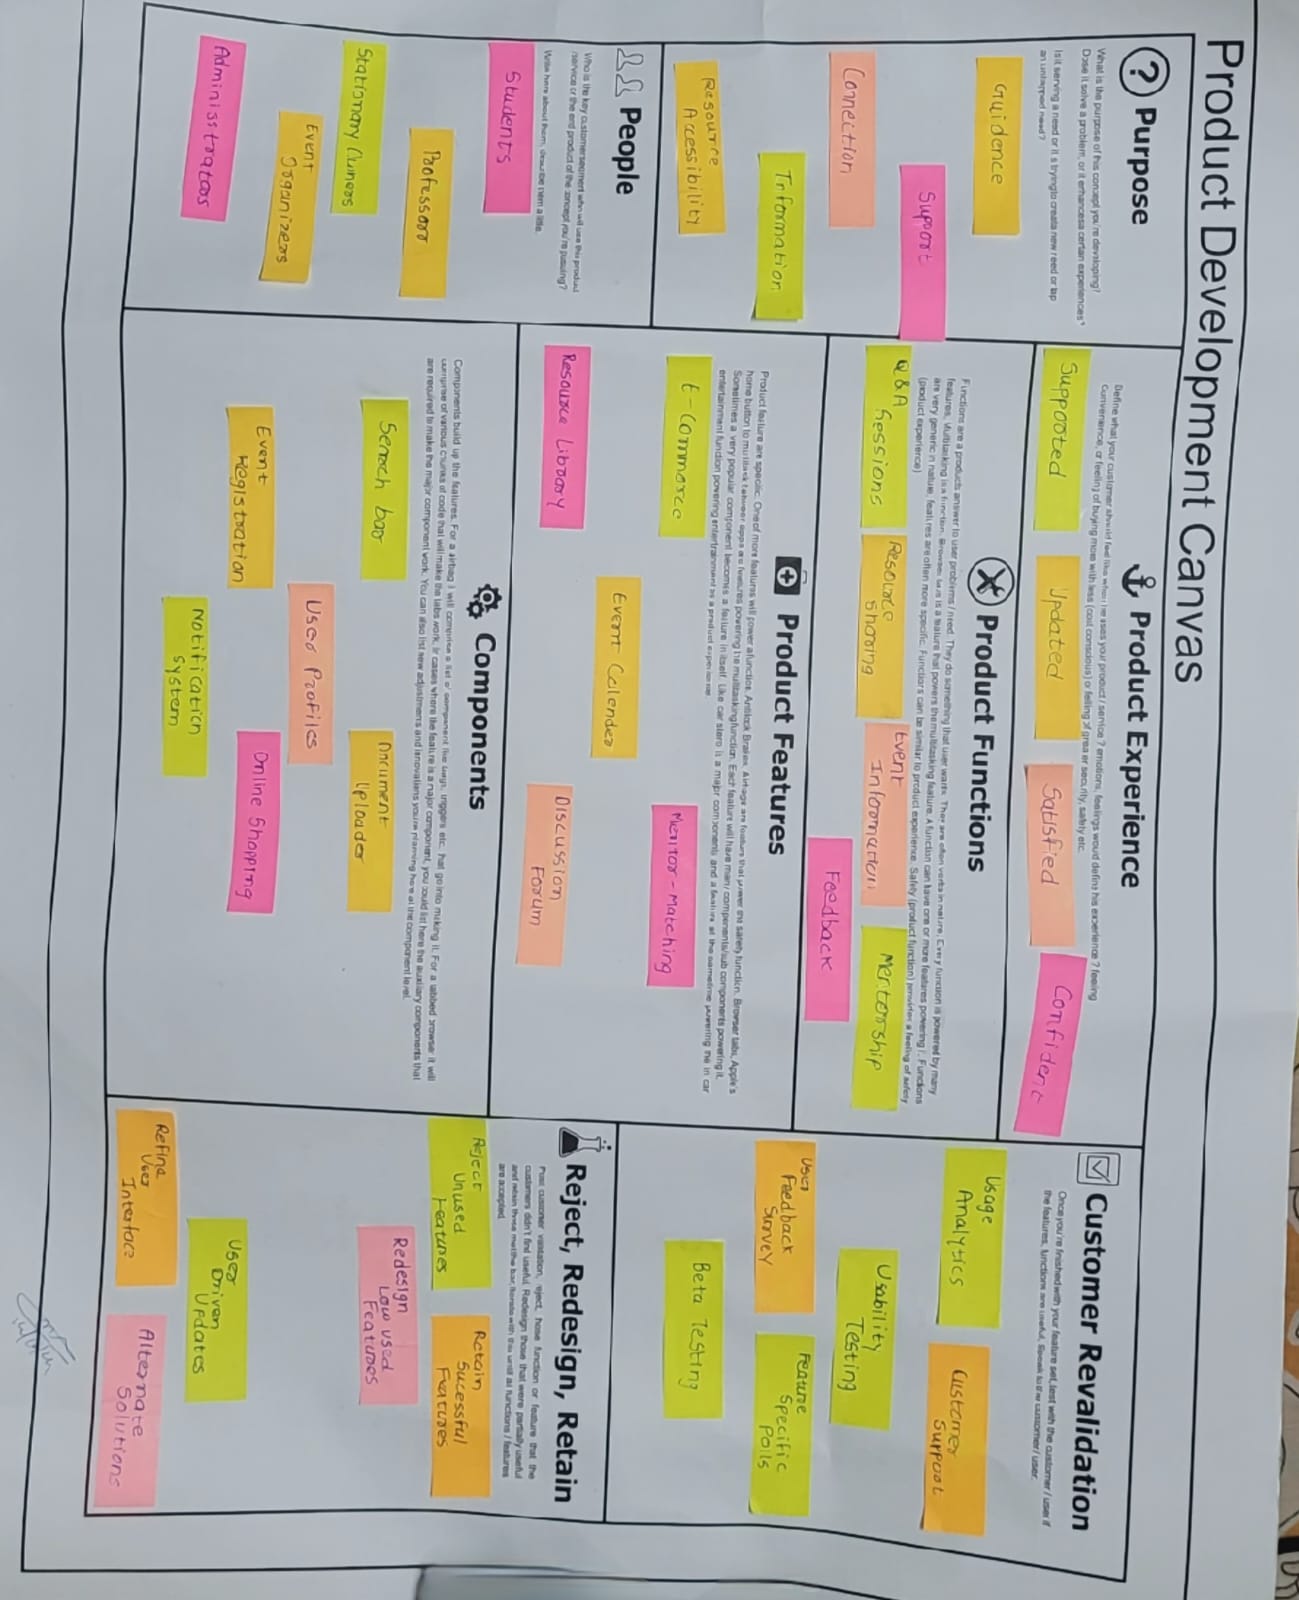 Product Development Canvas
Purpose
What is the purpose of this concept you're developing?
Dose it solve a problem, or it enhances a certain experiences?
Is it serving a need or it is trying to create new need or tap
an untapped need?
Guidence
Support
Connection
Information
Resource
Accessibility
People
Who is the key customer segment who will use this product
/service or the end product of the concept you're pursuing?
Write here about them, describe them a little.
Students
Professor
Stationary Owners
Event
Organizers
Administrators
Product Experience
Define what your customer should feel like when he uses your product / service ? emotions, feelings would define his experience ? feeling
convenience, or feeling of buying more with less (cost conscious) or felling of greater security, safety etc.
Supported
Updated
Satisfied
Confident
Product Functions
Functions are a products answer to user problems / need. They do something that user wants. They are often verbs in nature. Every function is powered by many
features. Multitasking is a function. Browser tabs is a feature that powers the multitasking feature. A function can have one or more features powering it. Functions
are very generic in nature, features are often more specific. Functions can be similar to product experience. Safety (product function) provides a feeling of safety
(product experience)
Q & A
Sessions
Resource
Sharing
Event
Information
Mentorship
Feedback
Product Features
Product feature are specific. One of more features will power a function. Antilock Brakes, Airbags are feature that power the safety function. Browser tabs, Apple's
home button to multitask between apps are features powering the multitasking function. Each feature will have many components/sub components powering it.
Sometimes a very popular component becomes a feature in itself. Like car stereo is a major components and a feature at the sametime powering the in car
entertainment function powering entertrainment as a product experience.
E-Commerce
Mentor-Matching
Event Calender
Resource Library
Discussion
Forum
Components
Components build up the features. For a airbag it will comprise a list of component like bags, triggers etc. that go into making it. For a tabbed browser it will
comprise of various chunks of code that will make the tabs work. In cases where the feature is a major component, you could list here the auxiliary components that
are required to make the major component work. You can also list new adjustments and innovations you're planning here at the component level.
Search bar
Document
Uploader
User Profiles
Event
Registration
Online Shopping
Notification
System
Customer Revalidation
Once you're finished with your feature set, test with the customer / user if
the features, functions are useful. Speak to the customer/ user.
Usage
Analytics
Customer
Support
Usability
Testing
User
Feedback
Survey
Feature
Specific
Polls
Beta Testing
Reject, Redesign, Retain
Post customer validation, reject, those function or feature that the
customers didn't find useful. Redesign those that were partially useful
and retain those met the bar. Iterate with this until all functions / features
are accepted.
Reject
Unused
Features
Retain
Sucessful
Features
Redesign
Low used
Features
User
Driven
Updates
Refine
User
Interface
Alternate
Solutions